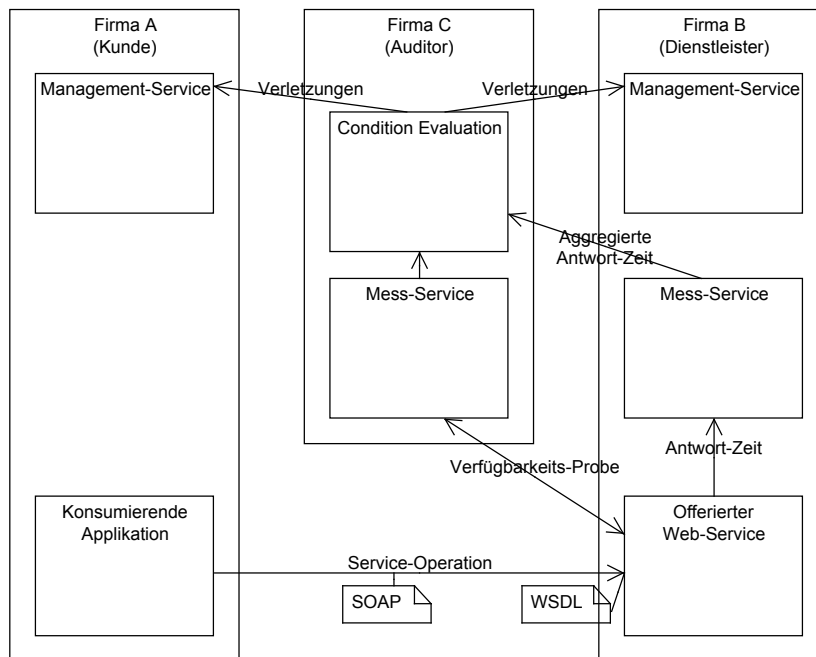 Firma A
(Kunde)
Firma C
(Auditor)
Firma B
(Dienstleister)
Management-Service
Verletzungen
Verletzungen
Management-Service
Condition Evaluation
Aggregierte
Antwort-Zeit
Mess-Service
Mess-Service
Verfügbarkeits-Probe
Antwort-Zeit
Konsumierende
Applikation
Offerierter
Web-Service
Service-Operation
SOAP
WSDL